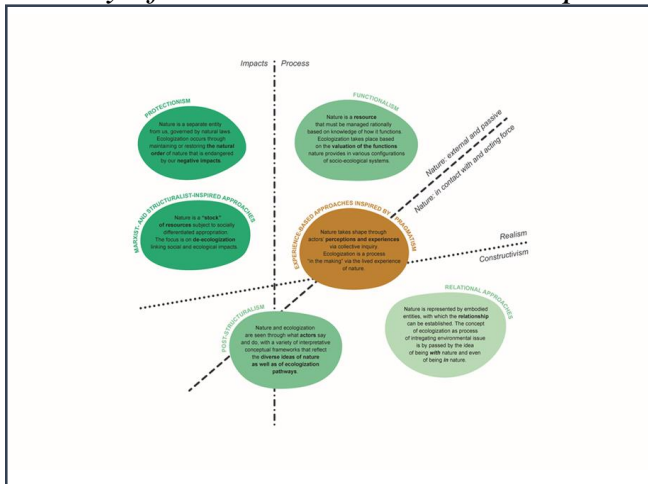 Impacts
Process
PROTECTIONISM
Nature is a separate entity
from us, governed by natural laws.
Ecologization occurs through
maintaining or restoring the natural
order of nature that is endangered
by our negative impacts.
FUNCTIONALISM
Nature is a resource
that must be managed rationally
based on knowledge of how it functions.
Ecologization takes place based
on the valuation of the functions
nature provides in various configurations
of socio-ecological systems
Nature: external and passive
Nature: in contact with and acting force
MARXIST- AND STRUCTURALIST-INSPIRED APPROACHES
Nature is a "stock"
of resources subject to socially
differentiated appropriation.
The focus is on de-ecologization
linking social and ecological impacts.
EXPERIENCE-BASED APPROACHES INSPIRED BY PRAGMATISM
Nature takes shape through
actors' perceptions and experiences
via collective inquiry
Ecologization is a process
"in the making" via the lived experience
of nature.
Realism
Constructivism
POST-STRUCTURALISM
Nature and ecologization
are seen through what actors say
and do, with a variety of interpretative
conceptual frameworks that reflect
the diverse ideas of nature
as well as of ecologization
pathways.
RELATIONAL APPROACHES
Nature is represented by embodied
entities, with which the relationship
can be established. The concept
of ecologization as process
of intregating environmental issue
is by passed by the idea
of being with nature and even
of being in nature.